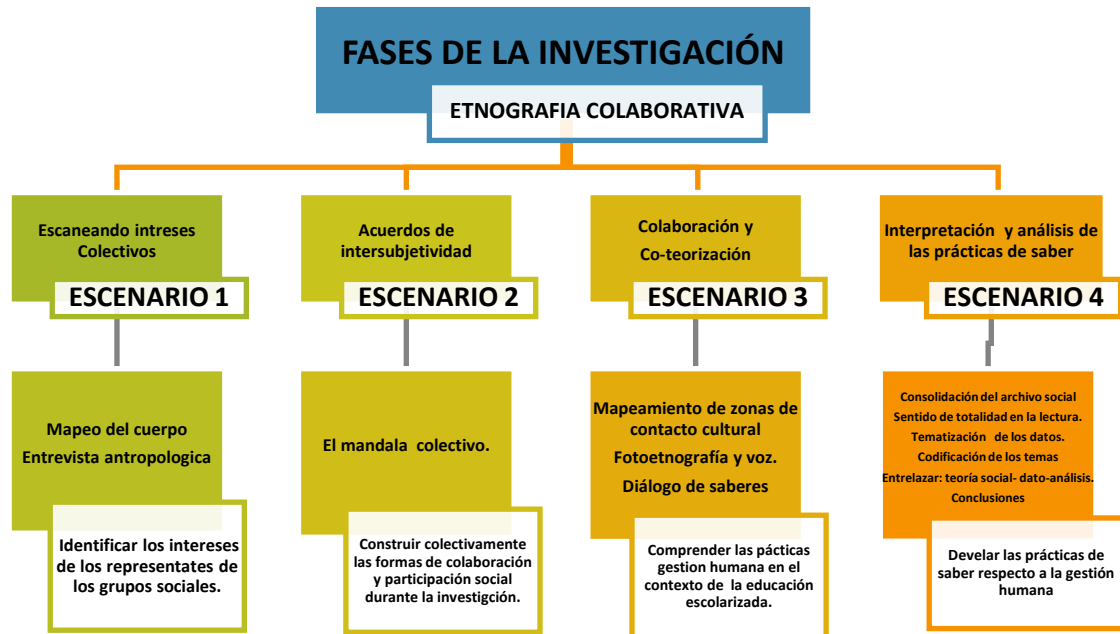 FASES DE LA INVESTIGACIÓN
ETNOGRAFIA COLABORATIVA
Escaneando intreses
Colectivos
ESCENARIO 1
Acuerdos de
intersubjetividad
ESCENARIO 2
Colaboración y
Co-teorización
ESCENARIO 3
Interpretación y análisis de
las prácticas de saber
ESCENARIO 4
Mapeo del cuerpo
Entrevista antropologica
Identificar los intereses
de los representates de
los grupos sociales.
El mandala colectivo.
Construir colectivamente
las formas de colaboración
y participación social
durante la investigción.
Mapeamiento de zonas de
contacto cultural
Fotoetnografía y voz.
Diálogo de saberes
Comprender las pácticas
gestion humana en el
contexto de la educación
escolarizada.
Consolidación del archivo social
Sentido de totalidad en la lectura.
Tematización de los datos.
Codificación de los temas
Entrelazar: teoría social- dato-análisis.
Conclusiones
Develar las prácticas de
saber respecto a la gestión
humana